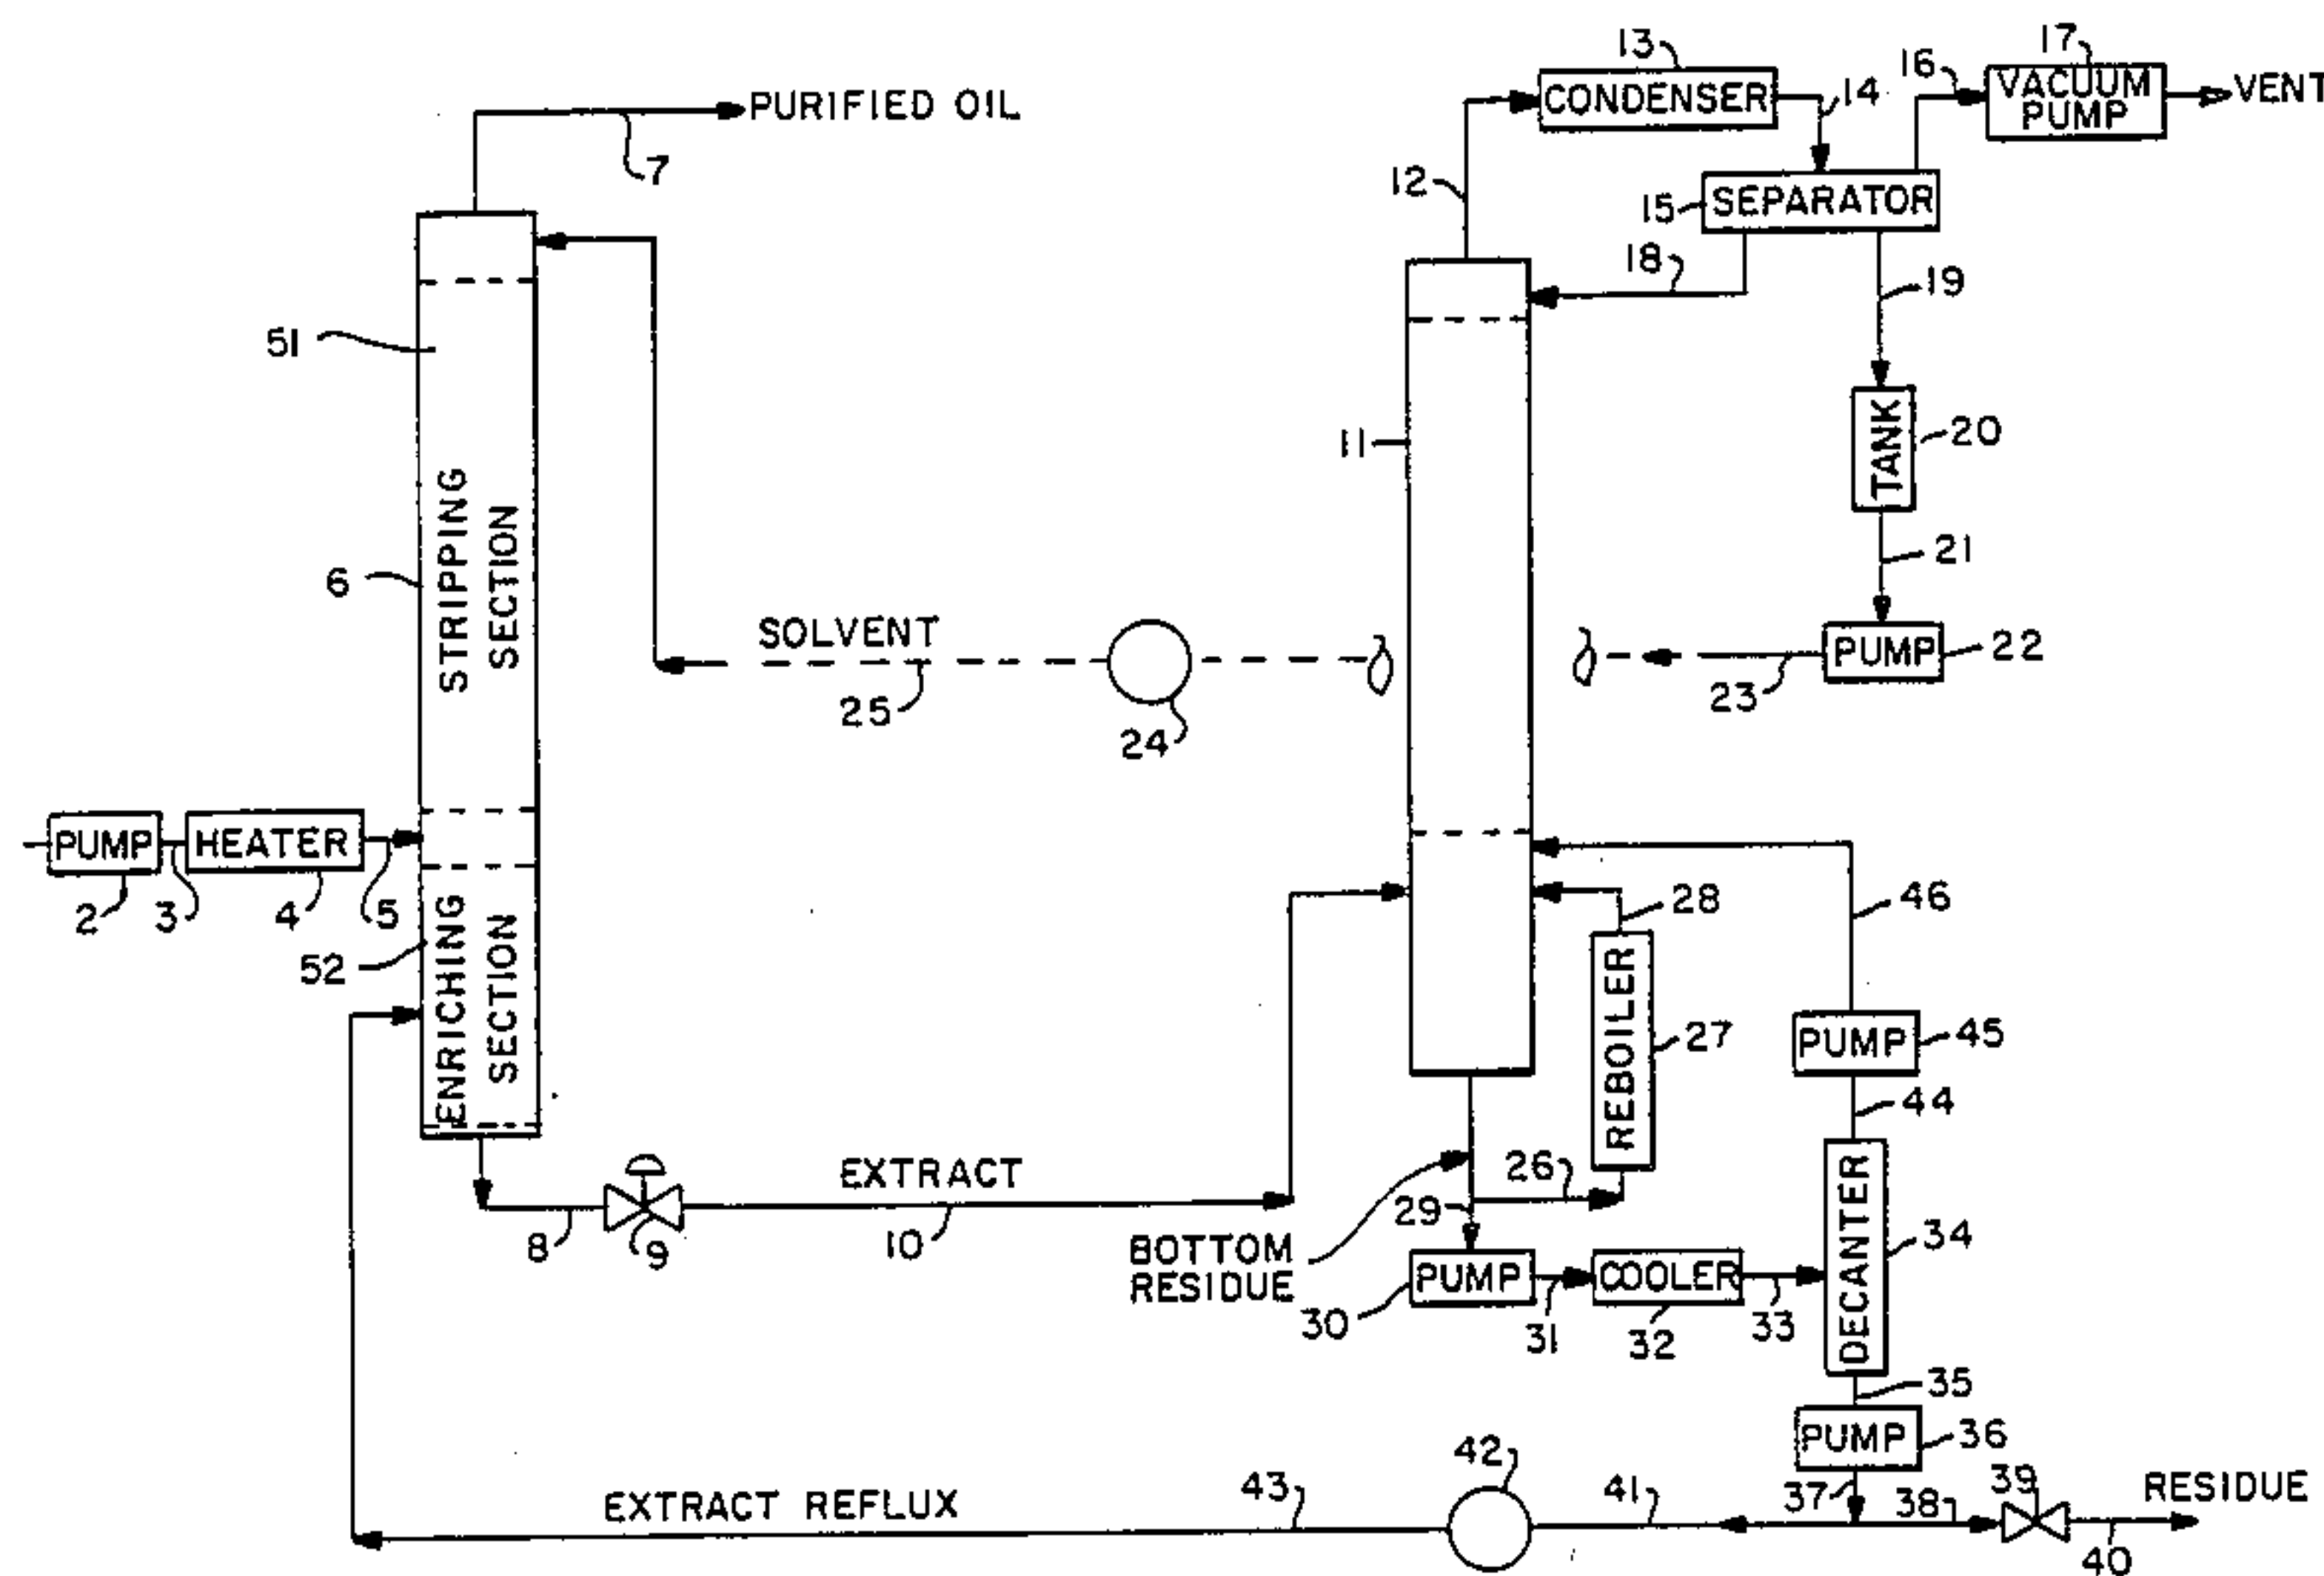 13
17
16
VACUUM
PUMP
VENT
CONDENSER
14
PURIFIED OIL
7
12
15
SEPARATOR
18
19
51
11
TANK
20
STRIPPING
SECTION
6
21
SOLVENT
PUMP
22
25
23
24
PUMP
HEATER
2
3
4
5
28
46
52
ENRICHING
SECTION
REBOILER
27
PUMP
45
44
EXTRACT
26
8
9
10
29
BOTTOM
RESIDUE
DECANTER
34
PUMP
COOLER
30
31
32
33
35
PUMP
36
42
43
41
37
38
39
RESIDUE
EXTRACT REFLUX
40